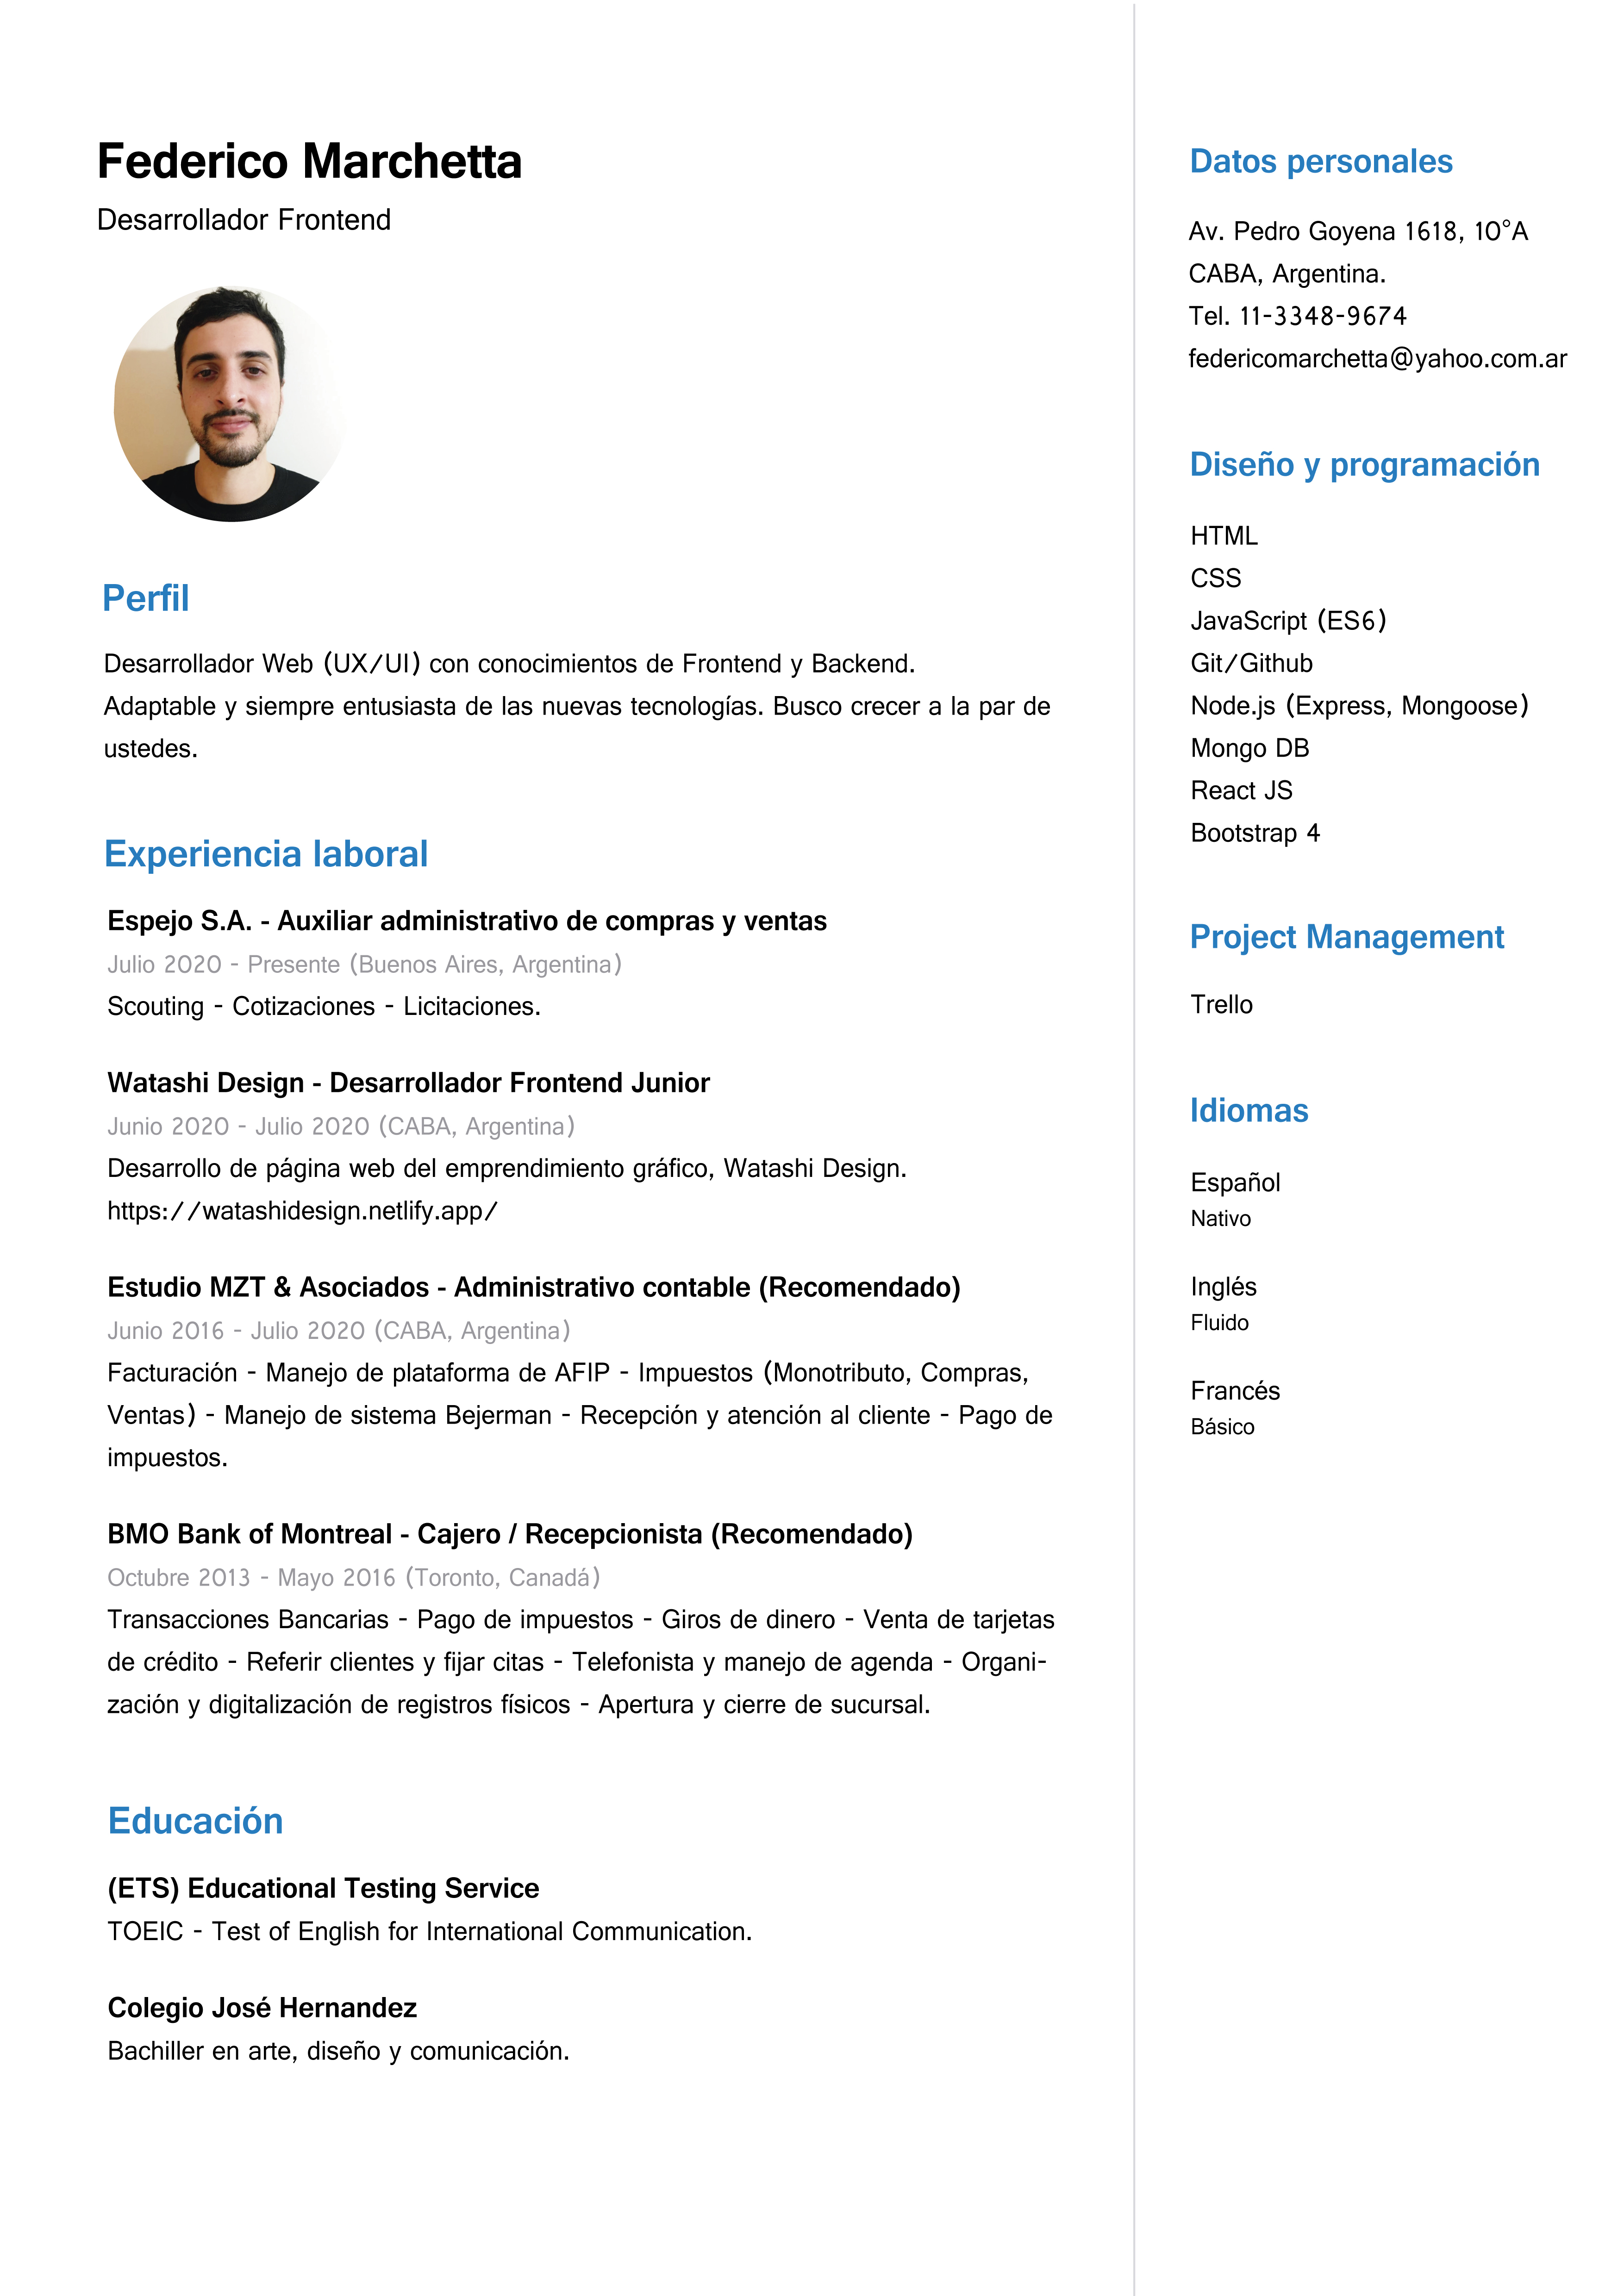 Federico Marchetta
Desarrollador Frontend
Perfil
Desarrollador Web (UX/UI) con conocimientos de Frontend y Backend.
Adaptable y siempre entusiasta de las nuevas tecnologías. Busco crecer a la par de
ustedes.
Experiencia laboral
Espejo S.A. - Auxiliar administrativo de compras y ventas
Julio 2020 - Presente (Buenos Aires, Argentina)
Scouting - Cotizaciones - Licitaciones.
Watashi Design - Desarrollador Frontend Junior
Junio 2020 - Julio 2020 (CABA, Argentina)
Desarrollo de página web del emprendimiento gráfico, Watashi Design.
https://watashidesign.netlify.app/
Estudio MZT & Asociados - Administrativo contable (Recomendado)
Junio 2016 - Julio 2020 (CABA, Argentina)
Facturación - Manejo de plataforma de AFIP - Impuestos (Monotributo, Compras,
Ventas) - Manejo de sistema Bejerman - Recepción y atención al cliente - Pago de
impuestos.
BMO Bank of Montreal - Cajero / Recepcionista (Recomendado)
Octubre 2013 - Mayo 2016 (Toronto, Canadá)
Transacciones Bancarias - Pago de impuestos - Giros de dinero - Venta de tarjetas
de crédito - Referir clientes y fijar citas - Telefonista y manejo de agenda - Organi-
zación y digitalización de registros físicos - Apertura y cierre de sucursal.
Educación
(ETS) Educational Testing Service
TOEIC - Test of English for International Communication.
Colegio José Hernandez
Bachiller en arte, diseño y comunicación.
Datos personales
Av. Pedro Goyena 1618, 10°A
CABA, Argentina.
Tel. 11-3348-9674
federicomarchetta@yahoo.com.ar
Diseño y programación
HTML
CSS
JavaScript (ES6)
Git/Github
Node.js (Express, Mongoose)
Mongo DB
React JS
Bootstrap 4
Project Management
Trello
Idiomas
Español
Nativo
Inglés
Fluido
Francés
Básico